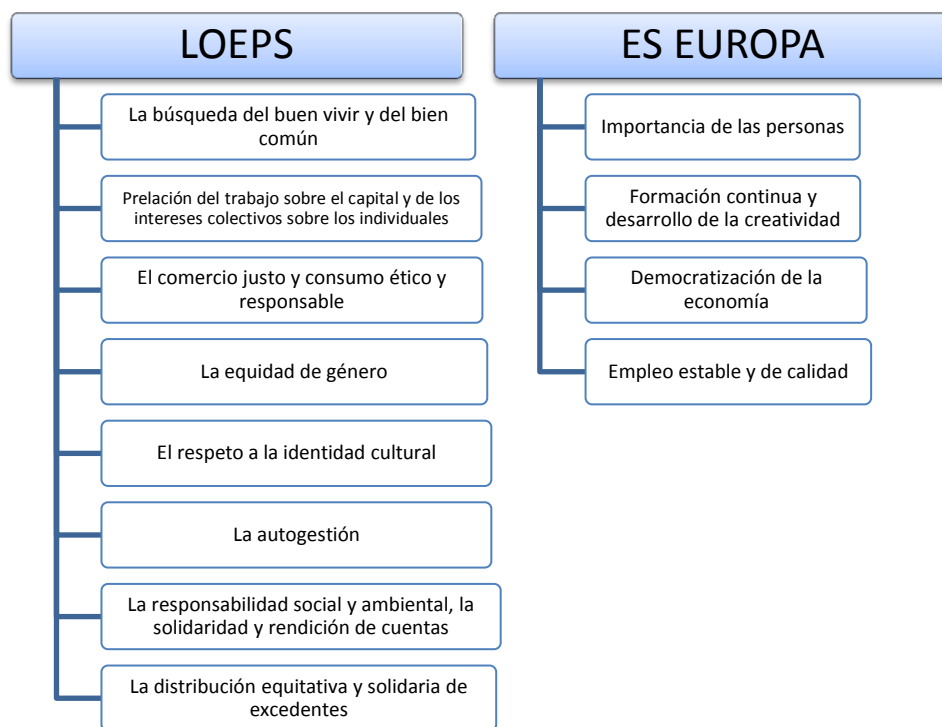 LOEPS
La búsqueda del buen vivir y del bien
común
Prelación del trabajo sobre el capital y de los
intereses colectivos sobre los individuales
El comercio justo y consumo ético y
responsable
La equidad de género
El respeto a la identidad cultural
La autogestión
La responsabilidad social y ambiental, la
solidaridad y rendición de cuentas
La distribución equitativa y solidaria de
excedentes
ES EUROPA
Importancia de las personas
Formación continua y
desarrollo de la creatividad
Democratización de la
economía
Empleo estable y de calidad